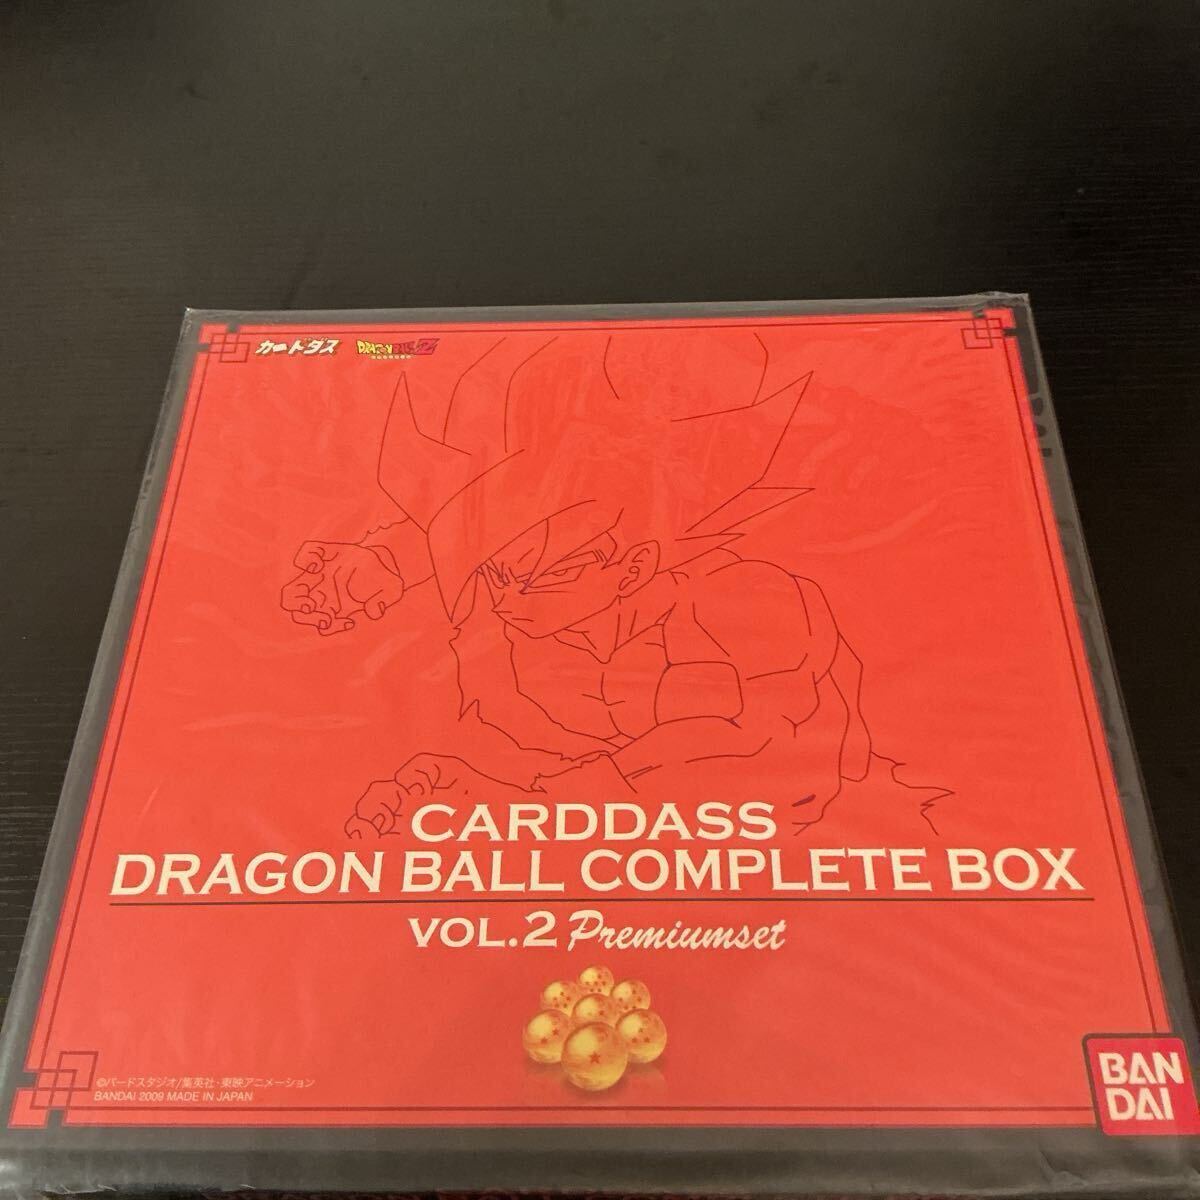 カードダス DRAGON BALL Z
CARDDASS
DRAGON BALL COMPLETE BOX
VOL.2 Premiumset
©バードスタジオ/集英社・東映アニメーション
BANDAI 2009 MADE IN JAPAN
BAN
DAI